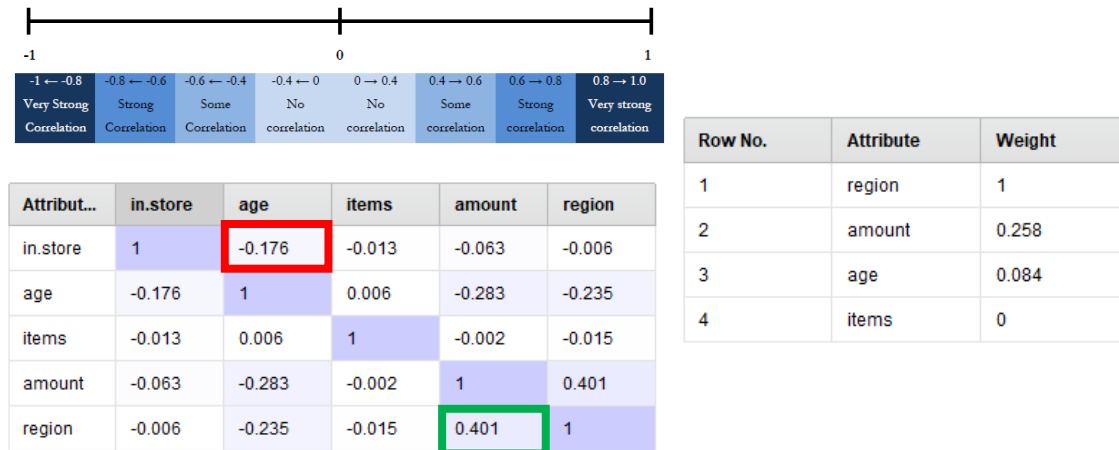 -1 0 1
-1 ← -0.8 -0.8 ← -0.6 -0.6 ← -0.4 -0.4 ← 0 0 → 0.4 0.4 → 0.6 0.6 → 0.8 0.8 → 1.0
Very Strong Strong Some No No Some Strong Very strong
Correlation Correlation Correlation correlation correlation correlation correlation correlation
Attribut... in.store age items amount region
in.store 1 -0.176 -0.013 -0.063 -0.006
age -0.176 1 0.006 -0.283 -0.235
items -0.013 0.006 1 -0.002 -0.015
amount -0.063 -0.283 -0.002 1 0.401
region -0.006 -0.235 -0.015 0.401 1
Row No. Attribute Weight
1 region 1
2 amount 0.258
3 age 0.084
4 items 0